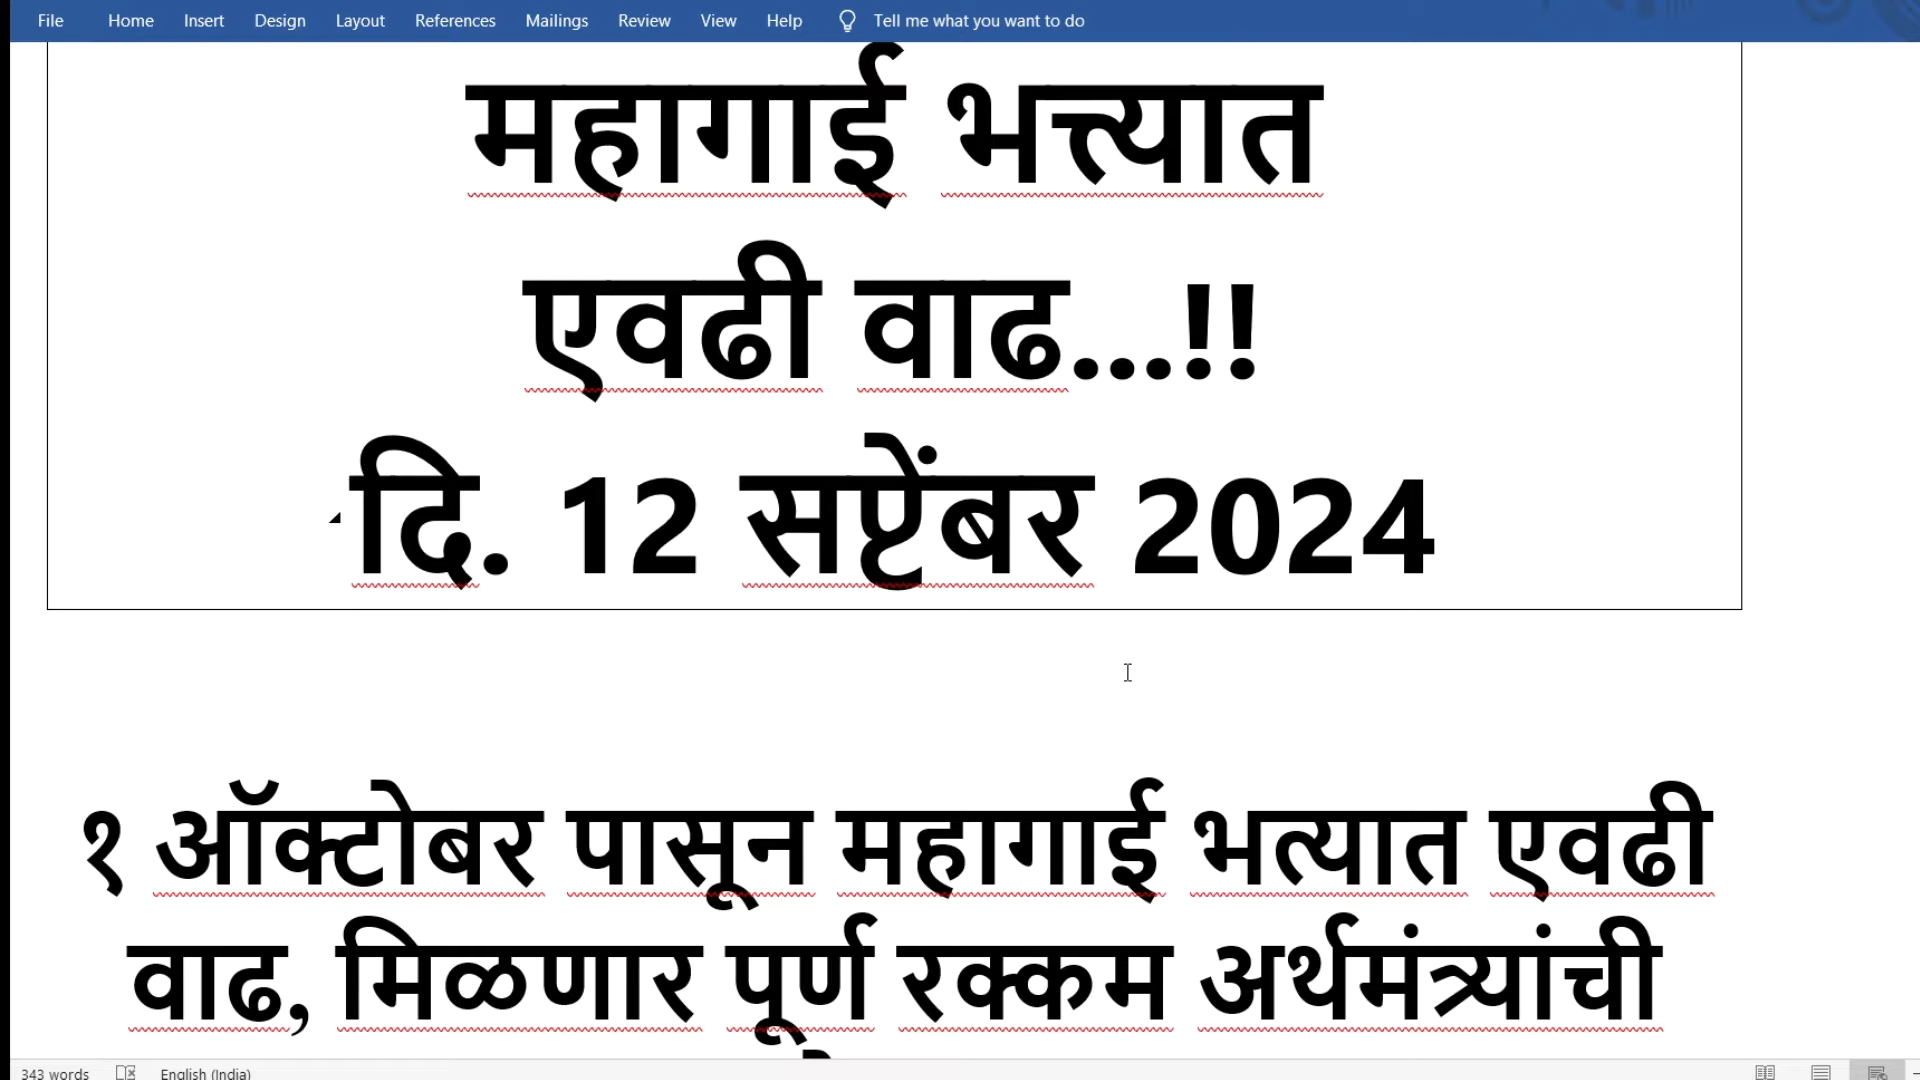 File Home Insert Design Layout References Mailings Review View Help Tell me what you want to do
महागाई भत्त्यात
एवढी वाढ...!!
दि. 12 सप्टेंबर 2024
१ ऑक्टोबर पासून महागाई भत्यात एवढी
वाढ, मिळणार पूर्ण रक्कम अर्थमंत्र्यांची
343 words English (India)